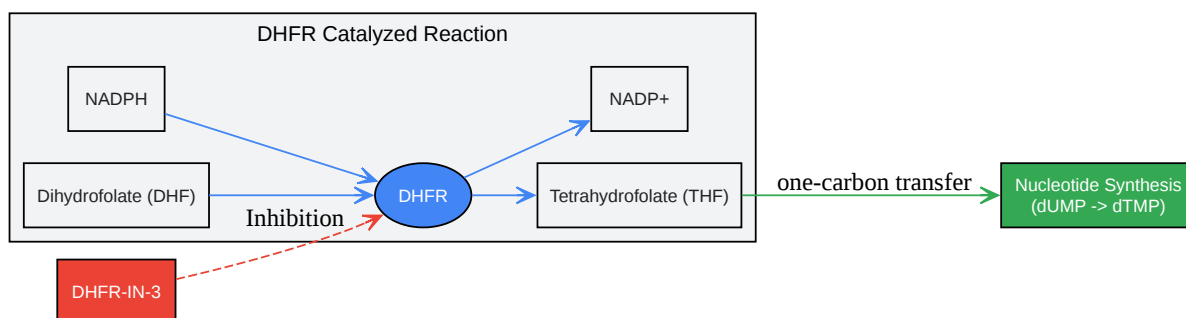 DHFR Catalyzed Reaction
NADPH
NADP+
Dihydrofolate (DHF)
DHFR
Tetrahydrofolate (THF)
one-carbon transfer
Nucleotide Synthesis
(dUMP -> dTMP)
Inhibition
DHFR-IN-3